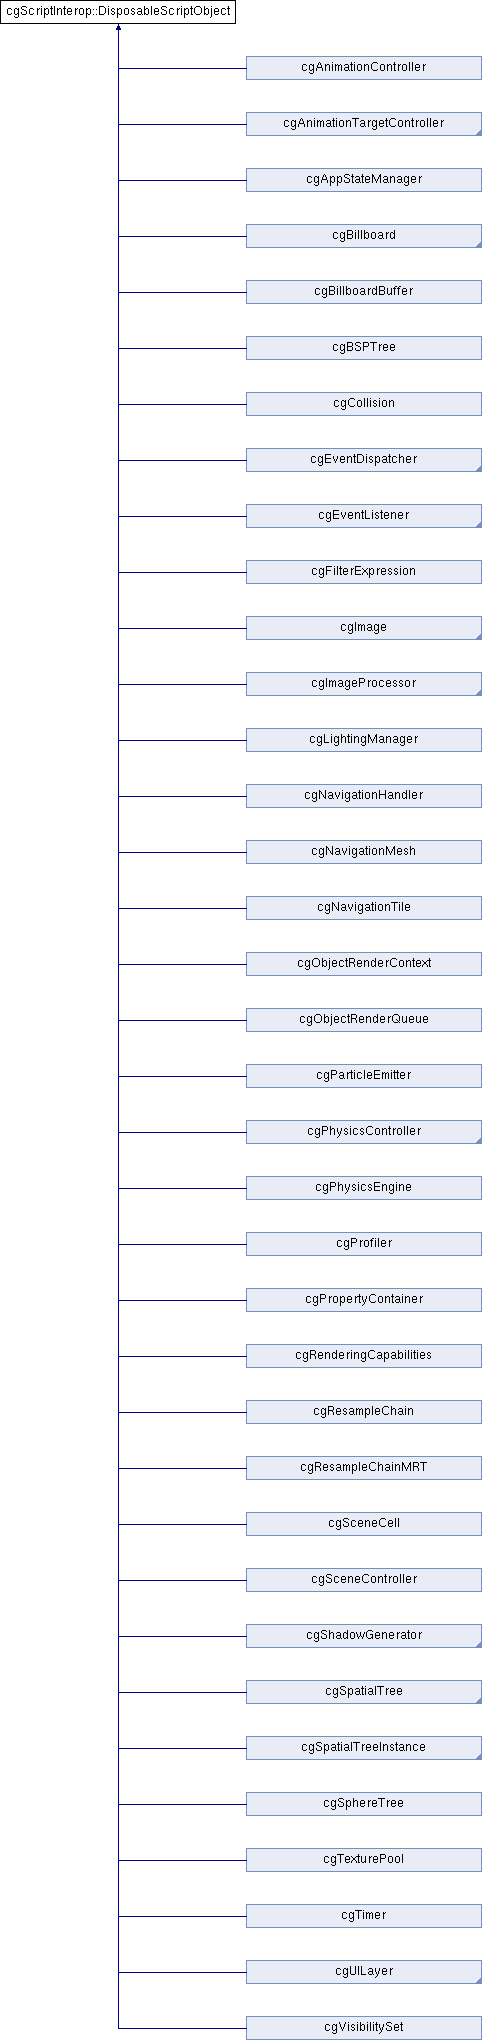 cgScriptInterop::DisposableScriptObject
cgAnimationController
cgAnimationTargetController
cgAppStateManager
cgBillboard
cgBillboardBuffer
cgBSPTree
cgCollision
cgEventDispatcher
cgEventListener
cgFilterExpression
cgImage
cgImageProcessor
cgLightingManager
cgNavigationHandler
cgNavigationMesh
cgNavigationTile
cgObjectRenderContext
cgObjectRenderQueue
cgParticleEmitter
cgPhysicsController
cgPhysicsEngine
cgProfiler
cgPropertyContainer
cgRenderingCapabilities
cgResampleChain
cgResampleChainMRT
cgSceneCell
cgSceneController
cgShadowGenerator
cgSpatialTree
cgSpatialTreeInstance
cgSphereTree
cgTexturePool
cgTimer
cgUILayer
cgVisibilitySet